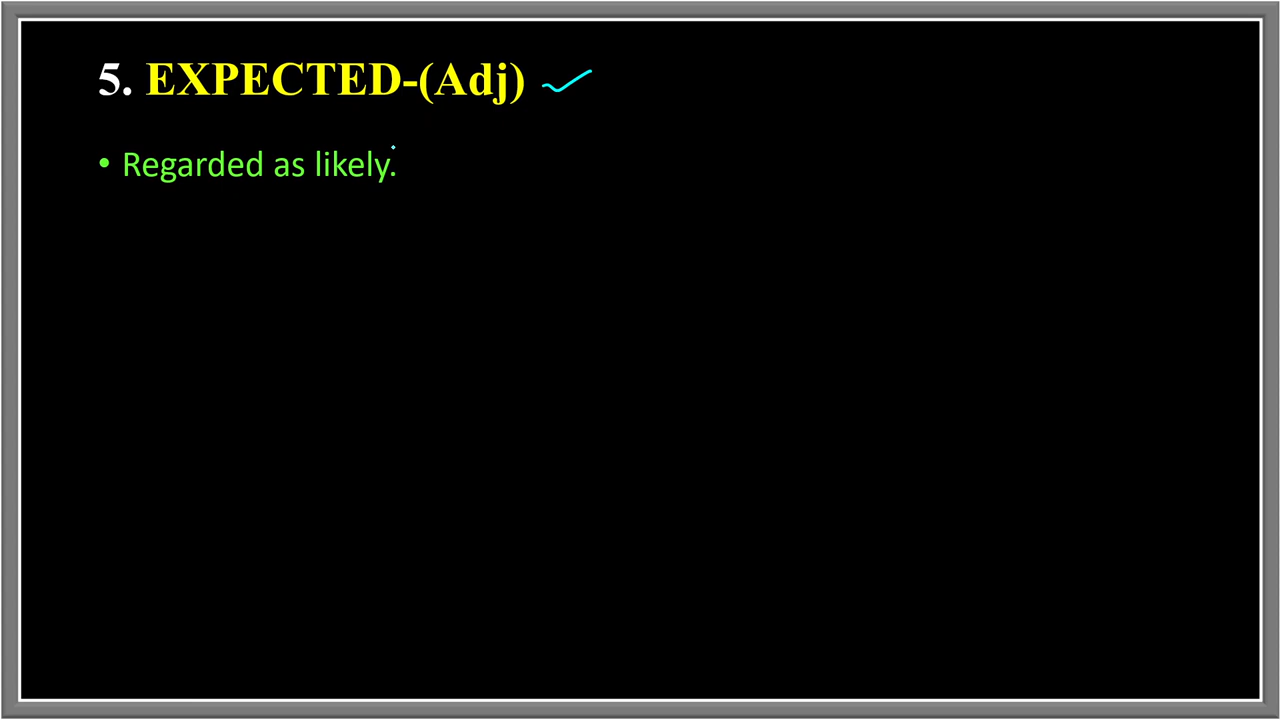 5. EXPECTED-(Adj)
• Regarded as likely.